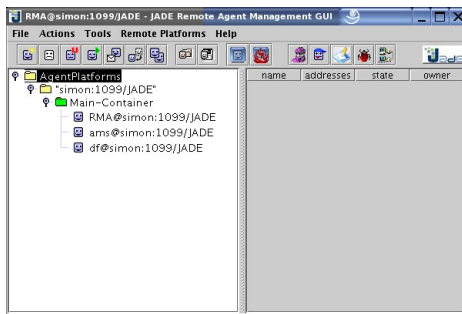 RMA@simon:1099/JADE - JADE Remote Agent Management GUI
File Actions Tools Remote Platforms Help
AgentPlatforms
name addresses state owner
"simon:1099/JADE"
Main-Container
RMA@simon:1099/JADE
ams@simon:1099/JADE
df@simon:1099/JADE